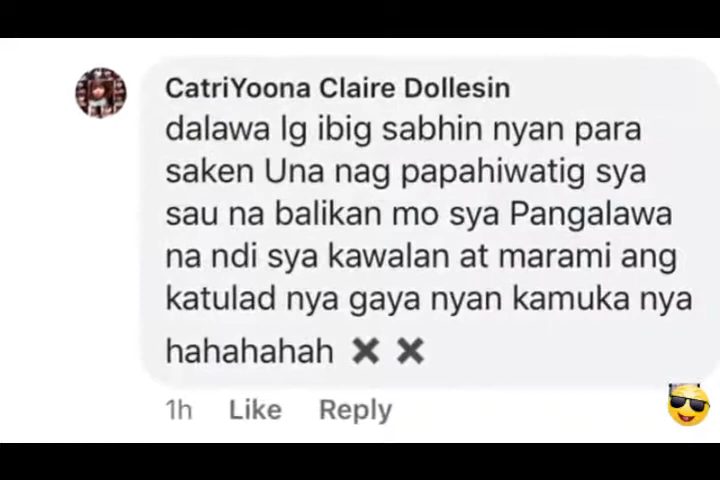 CatriYoona Claire Dollesin
dalawa lg ibig sabhin nyan para
saken Una nag papahiwatig sya
sau na balikan mo sya Pangalawa
na ndi sya kawalan at marami ang
katulad nya gaya nyan kamuka nya
hahahahah ✖ ✖
1h Like Reply